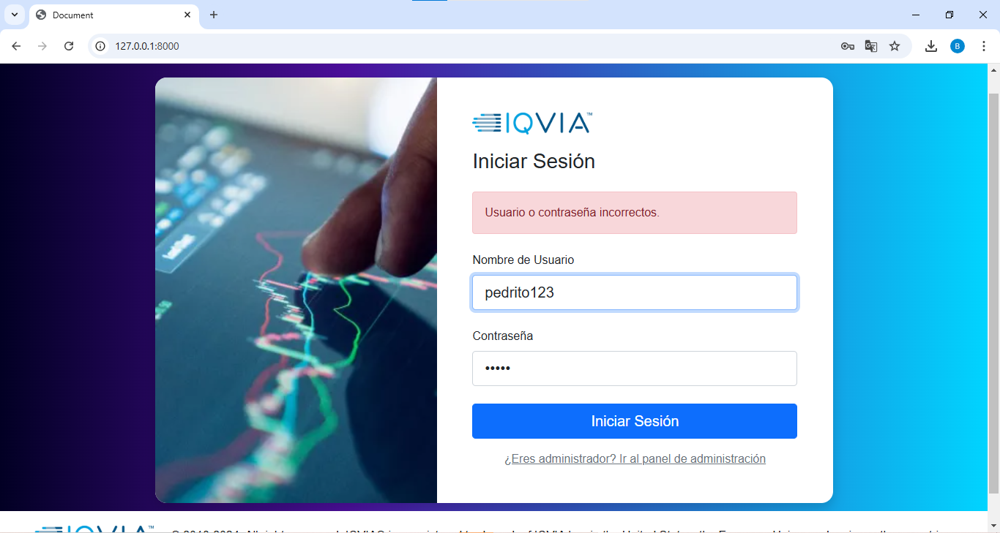 Document
127.0.0.1:8000
B
IQVIA™
Iniciar Sesión
Usuario o contraseña incorrectos.
Nombre de Usuario
pedrito123
Contraseña
•••••
Iniciar Sesión
¿Eres administrador? Ir al panel de administración
IQVIA™